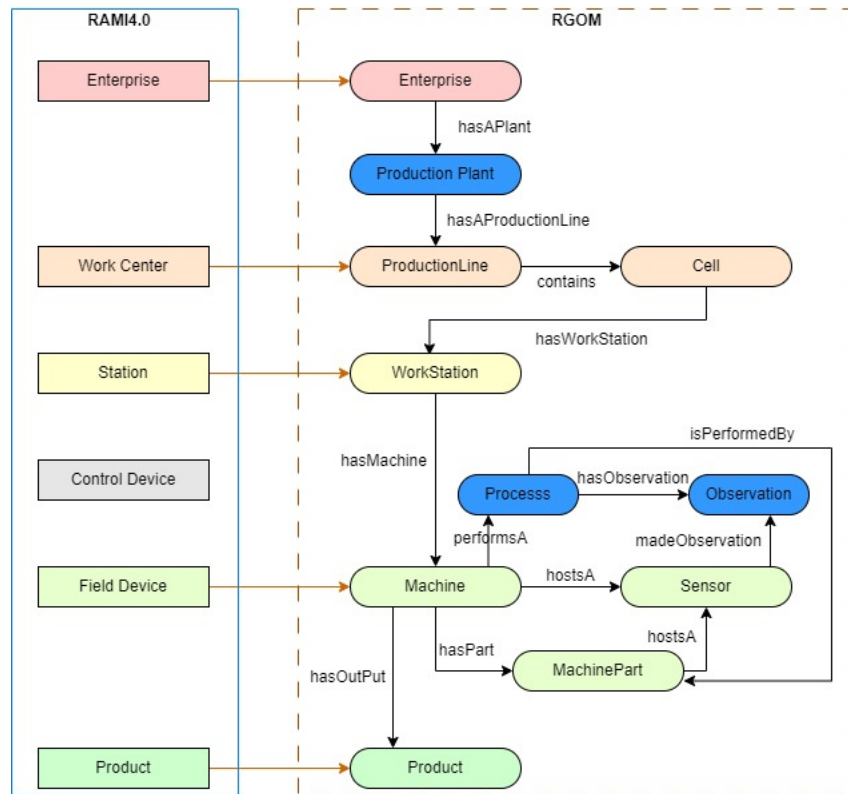 RAMI4.0
RGOM
Enterprise
Enterprise
hasAPlant
Production Plant
hasAProductionLine
Work Center
ProductionLine
contains
Cell
hasWorkStation
Station
WorkStation
isPerformedBy
hasMachine
Control Device
Processs
hasObservation
Observation
performsA
madeObservation
Field Device
Machine
hostsA
Sensor
hasPart
hostsA
MachinePart
hasOutPut
Product
Product